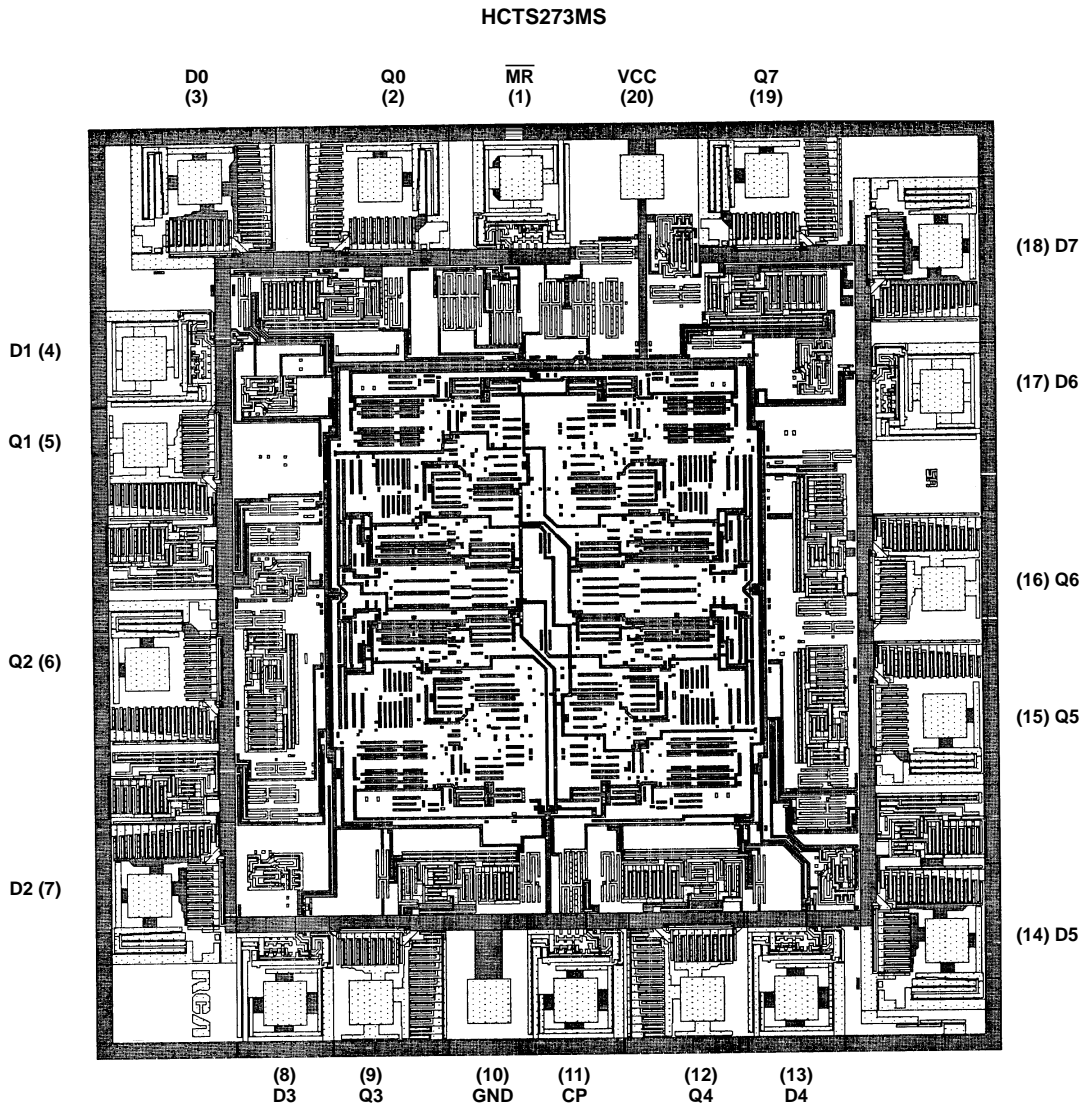 HCTS273MS
D0 Q0 MR VCC Q7
(3) (2) (1) (20) (19)
(18) D7
D1 (4)
(17) D6
Q1 (5)
(16) Q6
Q2 (6)
(15) Q5
D2 (7)
(14) D5
RCA
(8) (9) (10) (11) (12) (13)
D3 Q3 GND CP Q4 D4